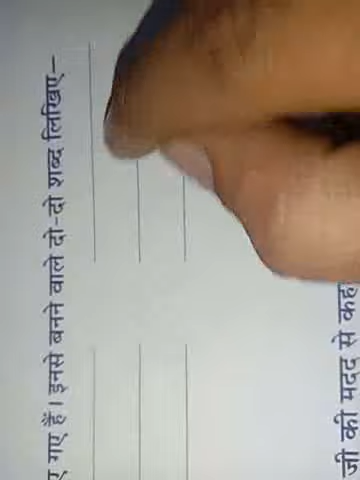 गए हैं। इनसे बनने वाले दो-दो शब्द लिखिए–
जी की मदद से कहा